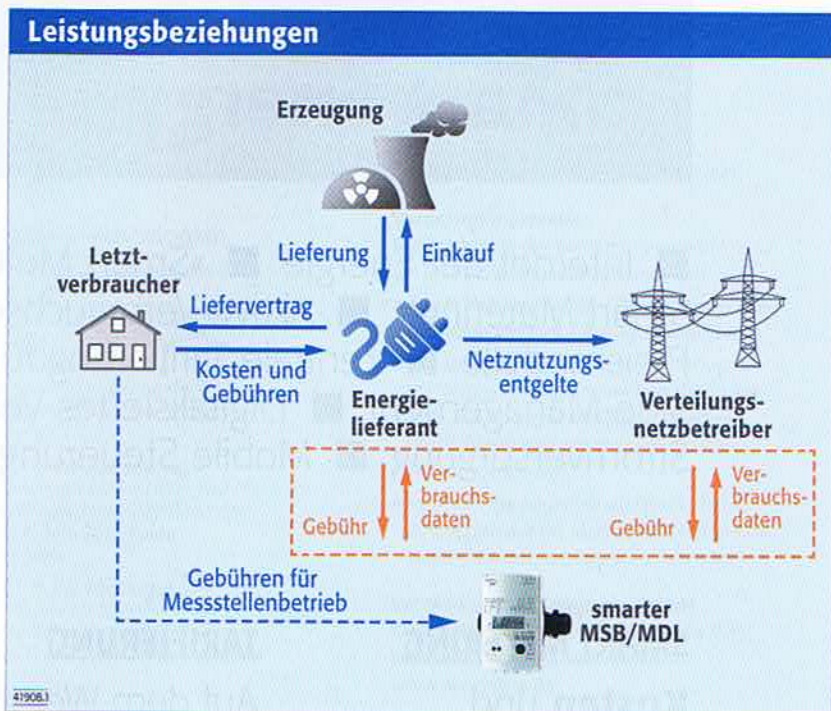 Leistungsbeziehungen
Erzeugung
Lieferung
Einkauf
Letzt-
verbraucher
Liefervertrag
Kosten und
Gebühren
Energie-
lieferant
Netznutzungs-
entgelte
Verteilungs-
netzbetreiber
Gebühr
Ver-
brauchs-
daten
Gebühr
Ver-
brauchs-
daten
Gebühren für
Messstellenbetrieb
smarter
MSB/MDL
41908.1